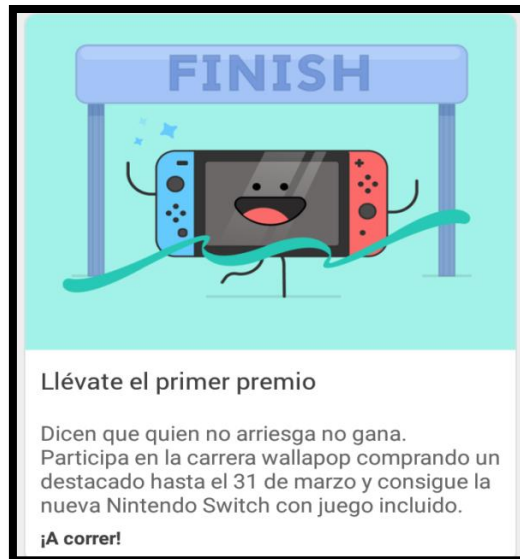 FINISH
Llévate el primer premio
Dicen que quien no arriesga no gana.
Participa en la carrera wallapop comprando un
destacado hasta el 31 de marzo y consigue la
nueva Nintendo Switch con juego incluido.
¡A correr!